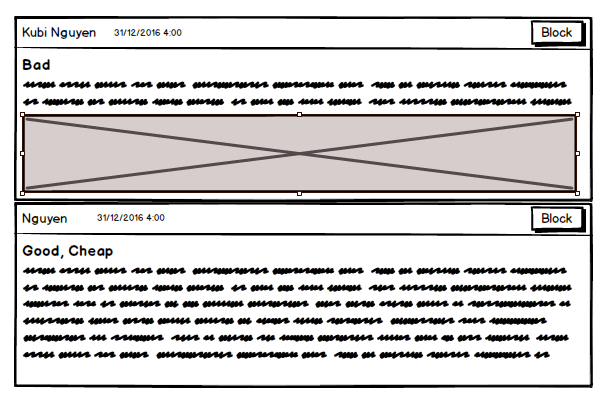 Kubi Nguyen 31/12/2016 4:00 Block
Bad
Nguyen 31/12/2016 4:00 Block
Good, Cheap